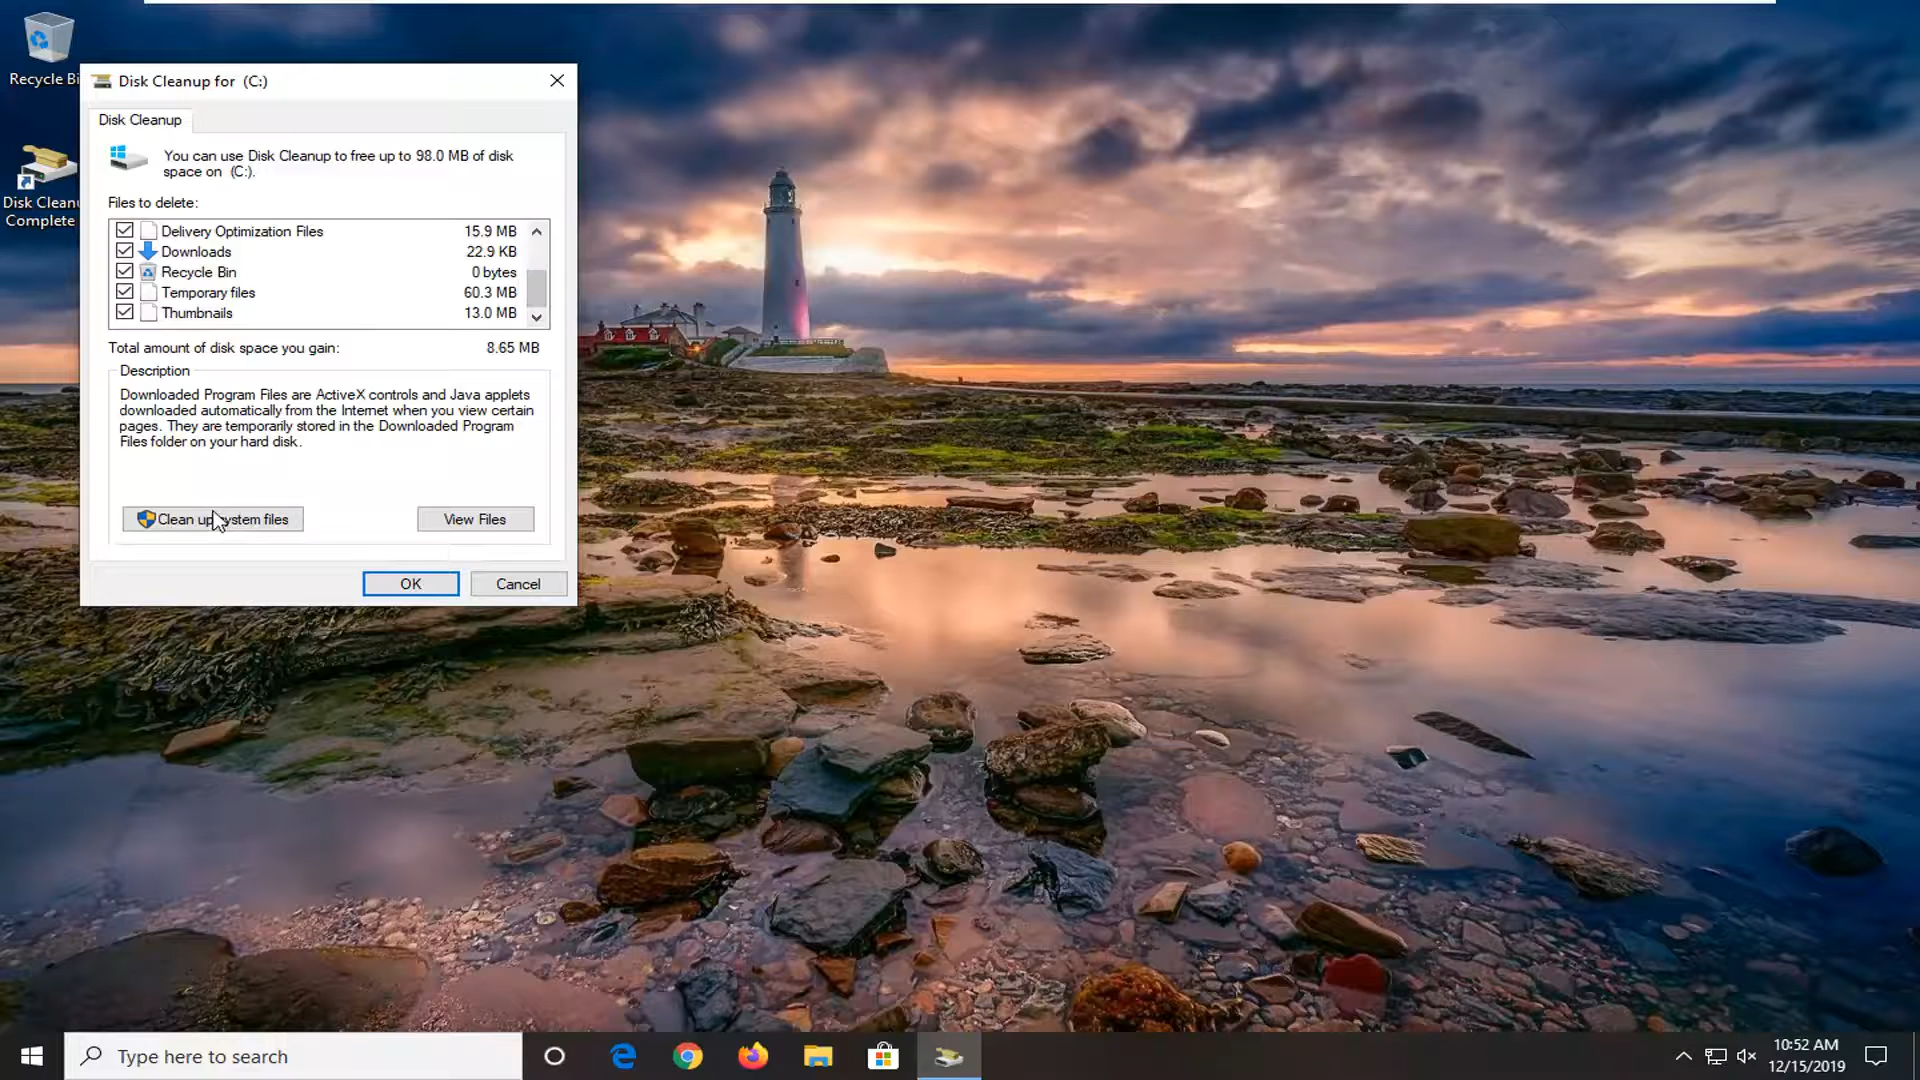 Recycle Bi
Disk Cleanup for (C:)
Disk Cleanup
You can use Disk Cleanup to free up to 98.0 MB of disk
space on (C:).
Files to delete:
Delivery Optimization Files 15.9 MB
Downloads 22.9 KB
Recycle Bin 0 bytes
Temporary files 60.3 MB
Thumbnails 13.0 MB
Total amount of disk space you gain: 8.65 MB
Description
Downloaded Program Files are ActiveX controls and Java applets
downloaded automatically from the Internet when you view certain
pages. They are temporarily stored in the Downloaded Program
Files folder on your hard disk.
Clean up system files
View Files
OK
Cancel
Disk Cleanu
Complete
Type here to search
10:52 AM
12/15/2019